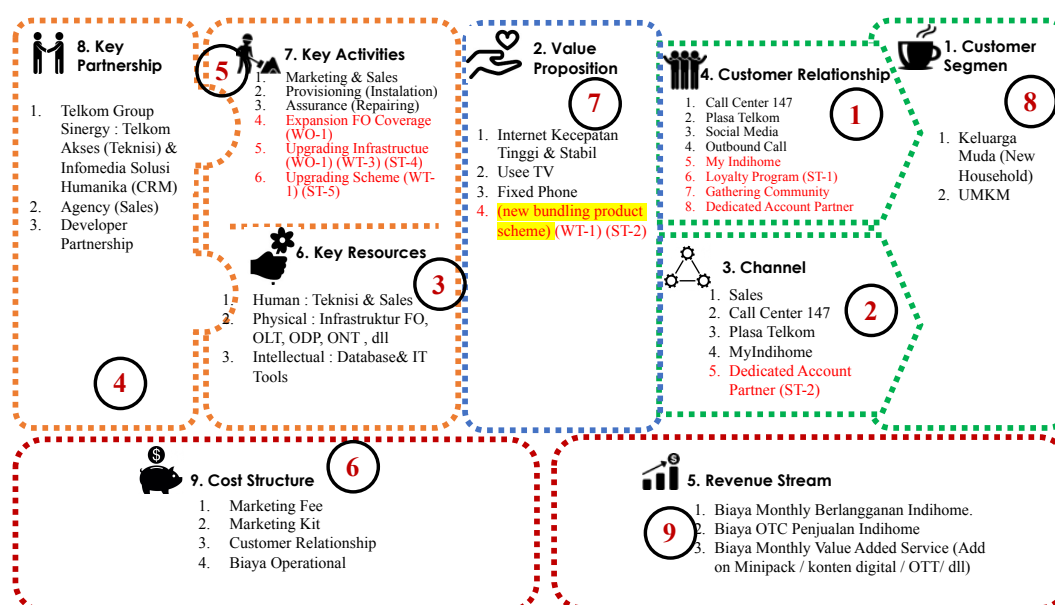 8. Key
Partnership
1. Telkom Group
Sinergy : Telkom
Akses (Teknisi) &
Infomedia Solusi
Humanika (CRM)
2. Agency (Sales)
3. Developer
Partnership
4
5
7. Key Activities
1. Marketing & Sales
2. Provisioning (Instalation)
3. Assurance (Repairing)
4. Expansion FO Coverage
(WO-1)
5. Upgrading Infrastructue
(WO-1) (WT-3) (ST-4)
6. Upgrading Scheme (WT-
1) (ST-5)
6. Key Resources
3
1. Human : Teknisi & Sales
2. Physical : Infrastruktur FO,
OLT, ODP, ONT , dll
3. Intellectual : Database& IT
Tools
2. Value
Proposition
7
1. Internet Kecepatan
Tinggi & Stabil
2. Usee TV
3. Fixed Phone
4. (new bundling product
scheme) (WT-1) (ST-2)
4. Customer Relationship
1
1. Call Center 147
2. Plasa Telkom
3. Social Media
4. Outbound Call
5. My Indihome
6. Loyalty Program (ST-1)
7. Gathering Community
8. Dedicated Account Partner
3. Channel
2
1. Sales
2. Call Center 147
3. Plasa Telkom
4. MyIndihome
5. Dedicated Account
Partner (ST-2)
1. Customer
Segmen
8
1. Keluarga
Muda (New
Household)
2. UMKM
$
9. Cost Structure
6
1. Marketing Fee
2. Marketing Kit
3. Customer Relationship
4. Biaya Operational
$
5. Revenue Stream
9
1. Biaya Monthly Berlangganan Indihome.
2. Biaya OTC Penjualan Indihome
3. Biaya Monthly Value Added Service (Add
on Minipack / konten digital / OTT/ dll)